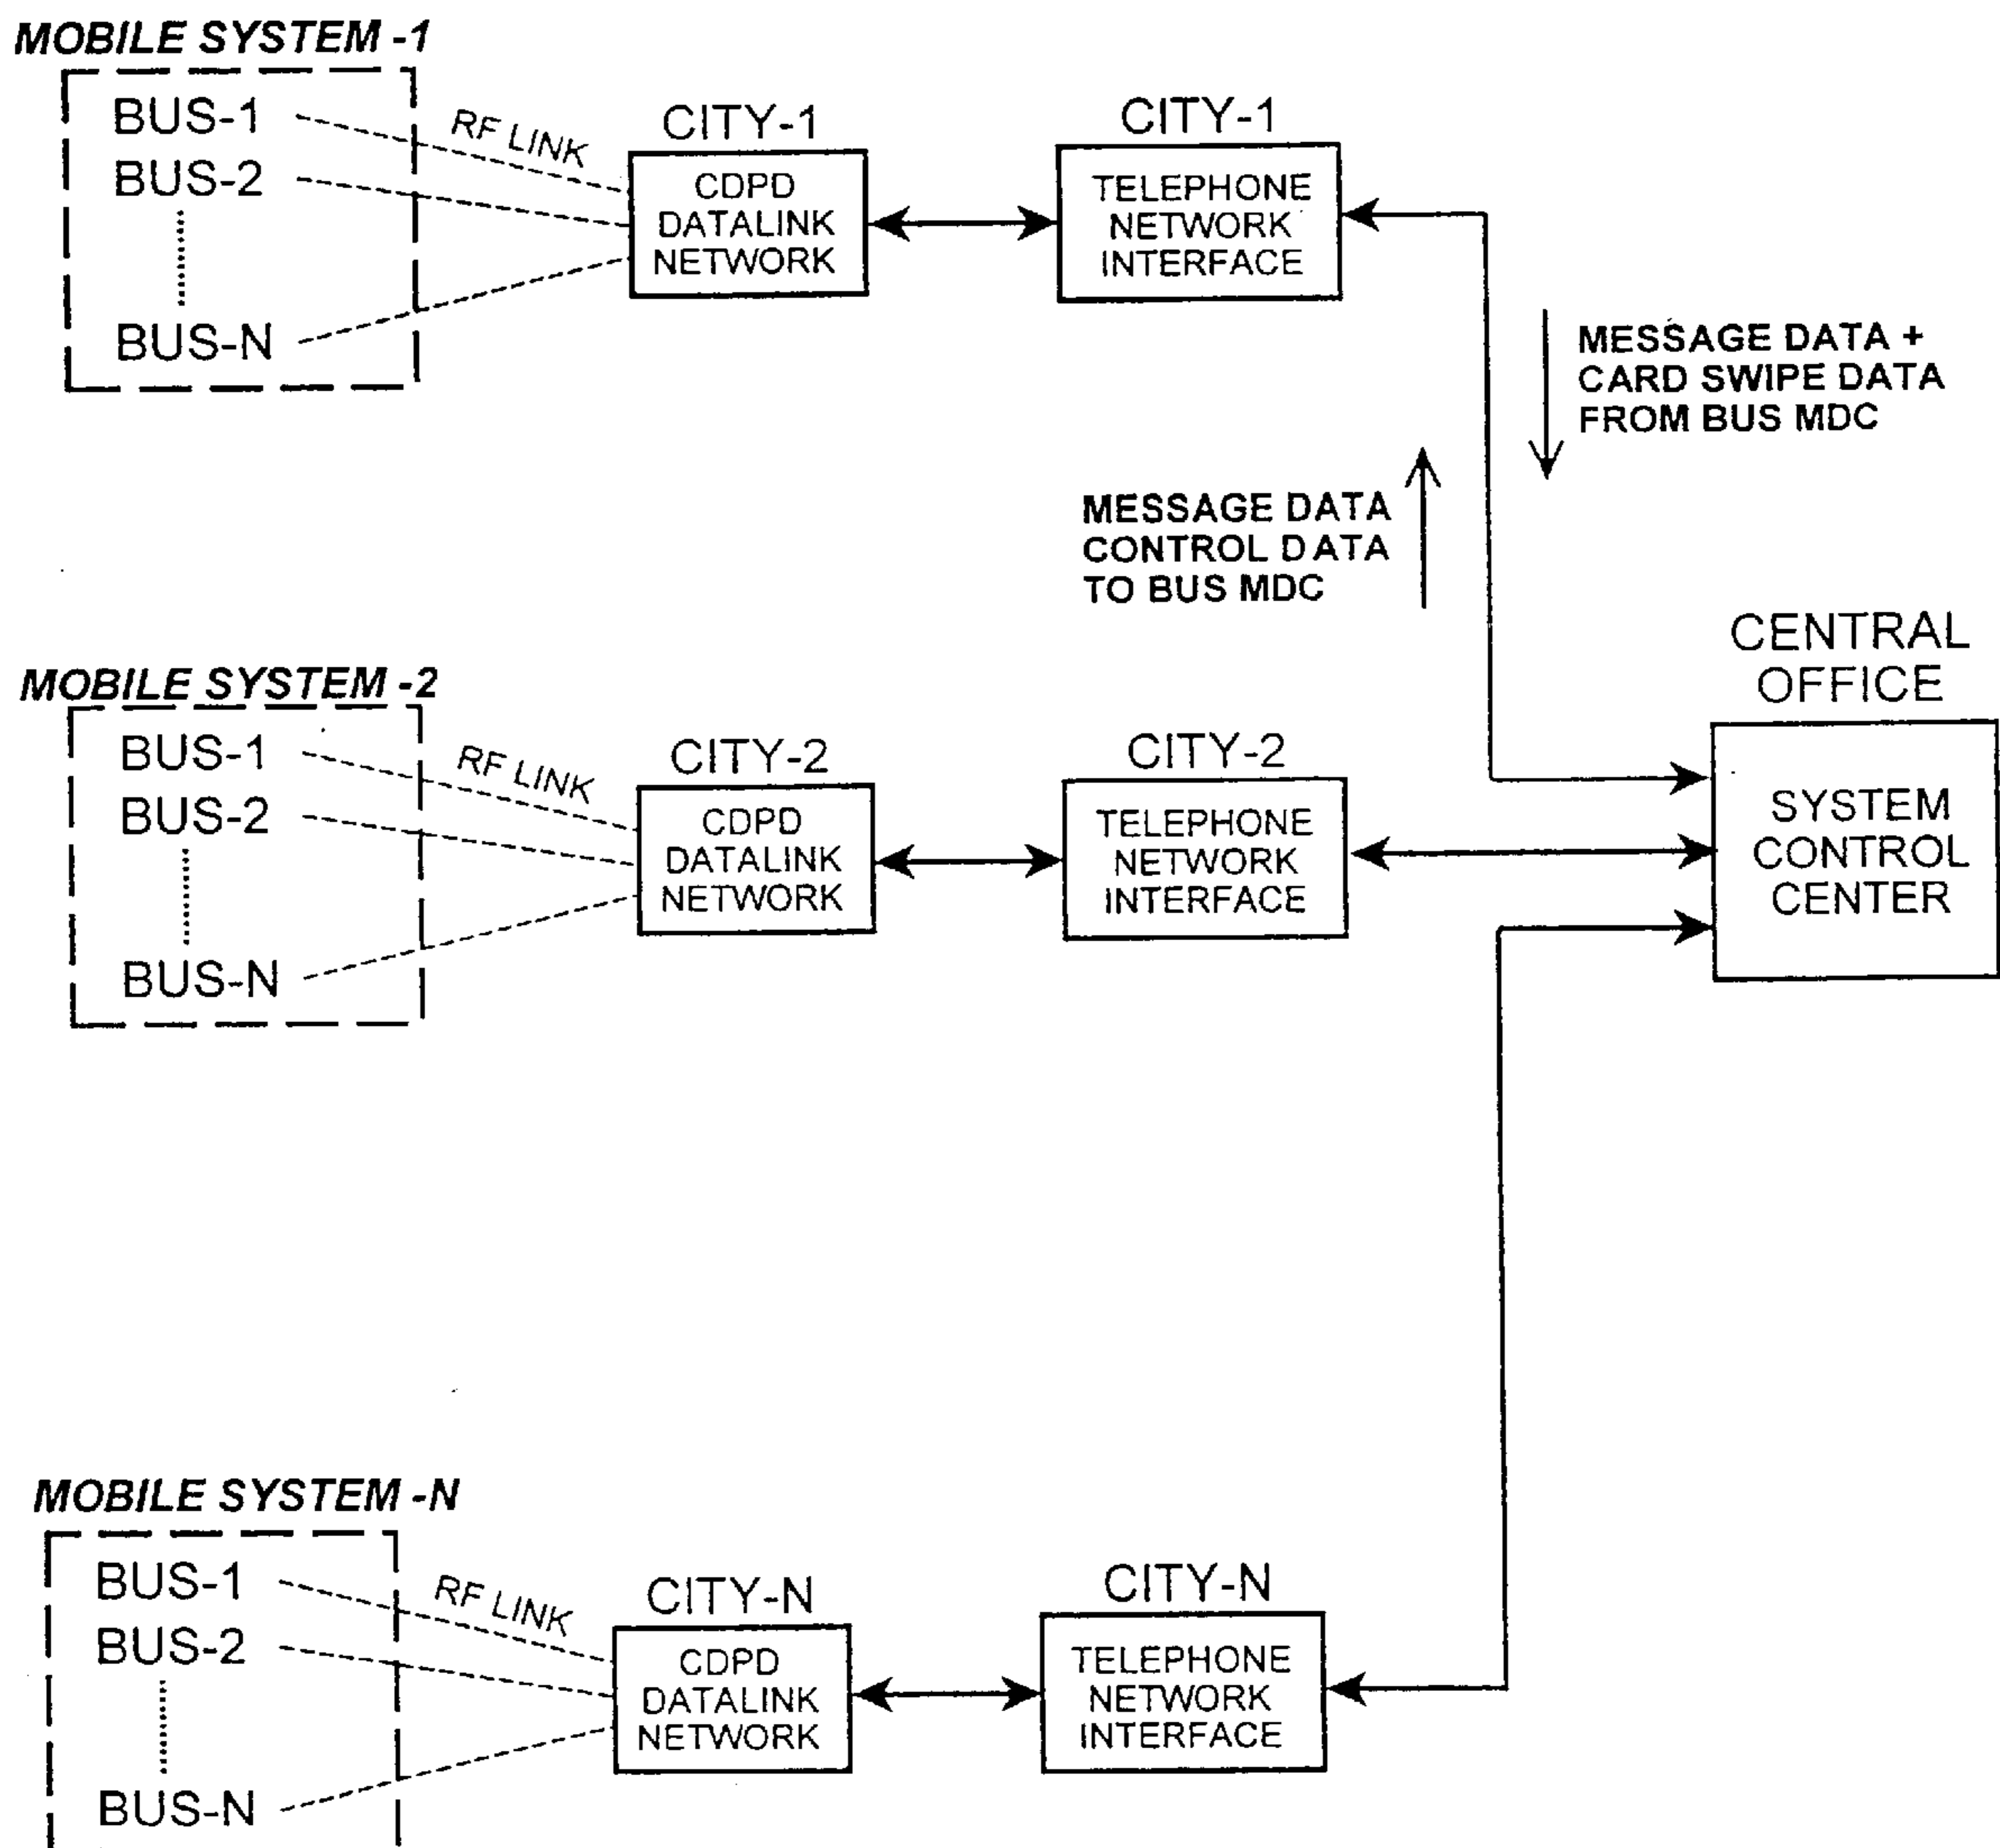 MOBILE SYSTEM -1
BUS-1
BUS-2
BUS-N
RF LINK
CITY-1
CDPD
DATALINK
NETWORK
CITY-1
TELEPHONE
NETWORK
INTERFACE
MESSAGE DATA +
CARD SWIPE DATA
FROM BUS MDC
MESSAGE DATA
CONTROL DATA
TO BUS MDC
CENTRAL
OFFICE
SYSTEM
CONTROL
CENTER
MOBILE SYSTEM -2
BUS-1
BUS-2
BUS-N
RF LINK
CITY-2
CDPD
DATALINK
NETWORK
CITY-2
TELEPHONE
NETWORK
INTERFACE
MOBILE SYSTEM -N
BUS-1
BUS-2
BUS-N
RF LINK
CITY-N
CDPD
DATALINK
NETWORK
CITY-N
TELEPHONE
NETWORK
INTERFACE